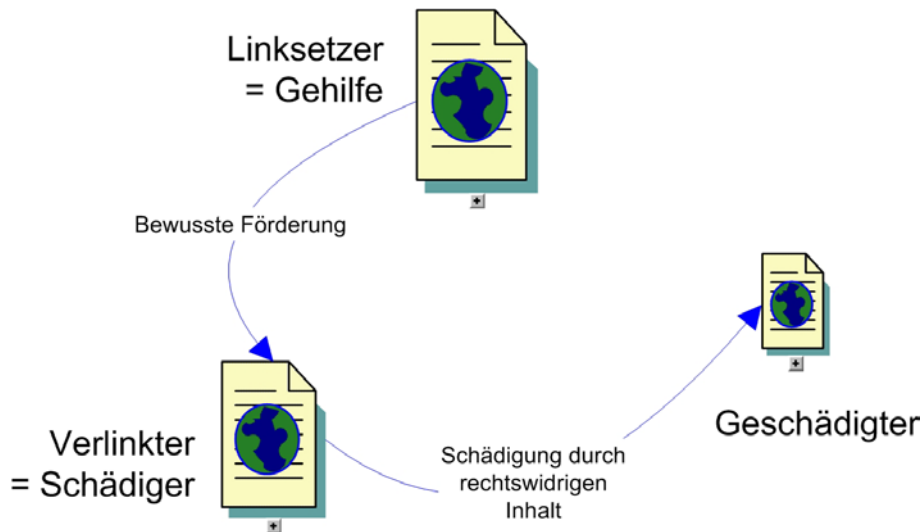 Linksetzer
= Gehilfe
Bewusste Förderung
Verlinkter
= Schädiger
Schädigung durch
rechtswidrigen
Inhalt
Geschädigter